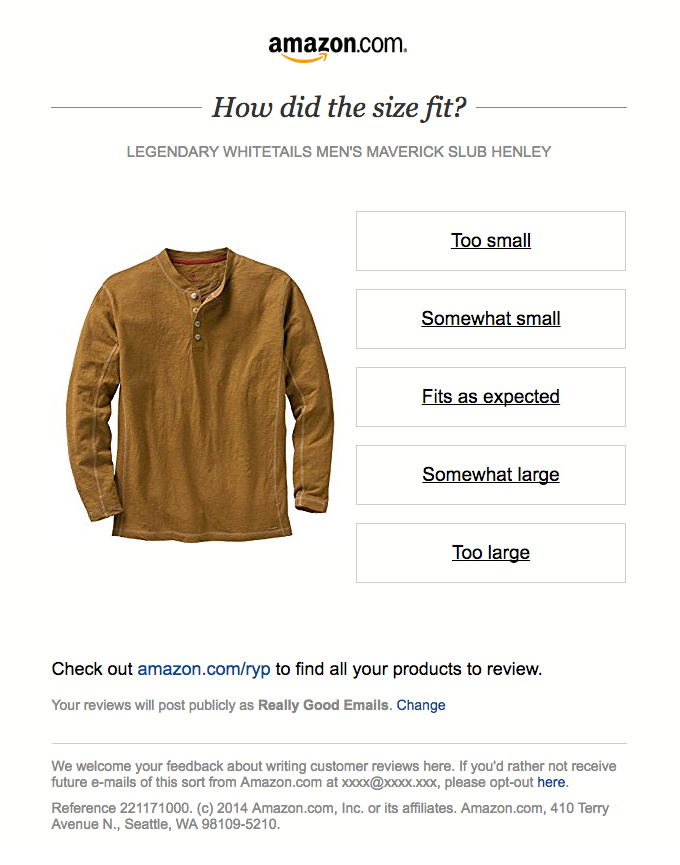 amazon.com
How did the size fit?
LEGENDARY WHITETAILS MEN'S MAVERICK SLUB HENLEY
Too small
Somewhat small
Fits as expected
Somewhat large
Too large
Check out amazon.com/ryp to find all your products to review.
Your reviews will post publicly as Really Good Emails. Change
We welcome your feedback about writing customer reviews here. If you'd rather not receive
future e-mails of this sort from Amazon.com at xxxx@xxxx.xxx, please opt-out here.
Reference 221171000. (c) 2014 Amazon.com, Inc. or its affiliates. Amazon.com, 410 Terry
Avenue N., Seattle, WA 98109-5210.